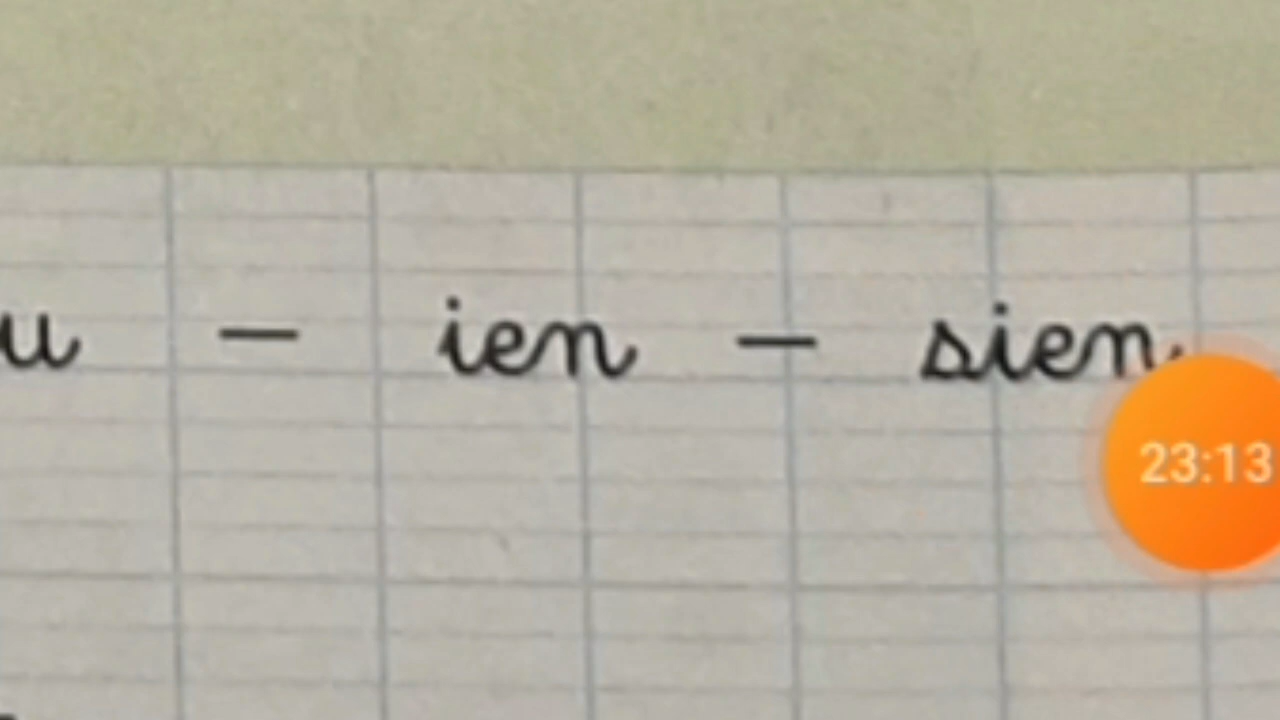 u – ien – sien
23:13